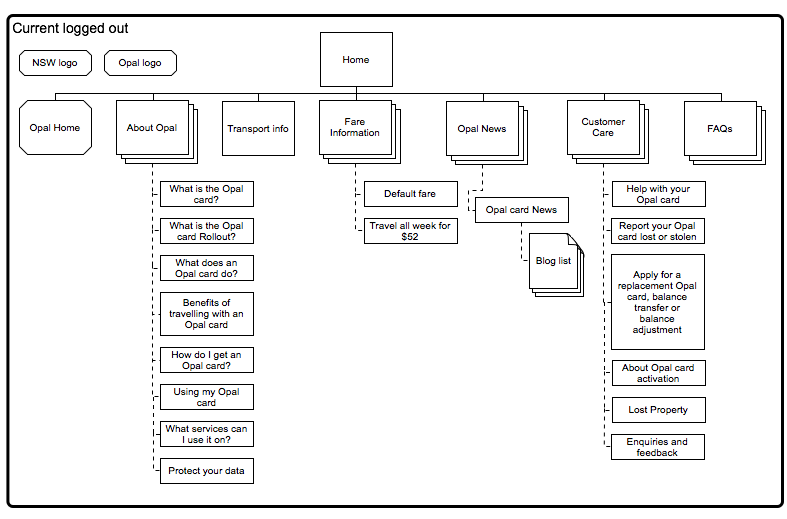 Current logged out
NSW logo
Opal logo
Home
Opal Home
About Opal
Transport info
Fare
Information
Opal News
Customer
Care
FAQs
What is the Opal
card?
What is the Opal
card Rollout?
What does an
Opal card do?
Benefits of
travelling with an
Opal card
How do I get an
Opal card?
Using my Opal
card
What services can
I use it on?
Protect your data
Default fare
Travel all week for
$52
Opal card News
Blog list
Help with your
Opal card
Report your Opal
card lost or stolen
Apply for a
replacement Opal
card, balance
transfer or
balance
adjustment
About Opal card
activation
Lost Property
Enquiries and
feedback